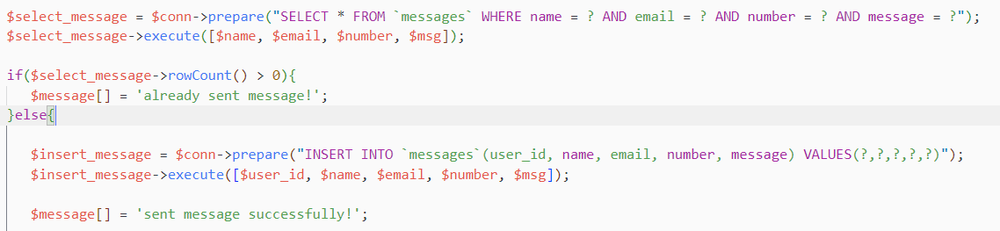 $select_message = $conn->prepare("SELECT * FROM `messages` WHERE name = ? AND email = ? AND number = ? AND message = ?");
$select_message->execute([$name, $email, $number, $msg]);
if($select_message->rowCount() > 0){
$message[] = 'already sent message!';
}else{
$insert_message = $conn->prepare("INSERT INTO `messages`(user_id, name, email, number, message) VALUES(?,?,?,?,?)");
$insert_message->execute([$user_id, $name, $email, $number, $msg]);
$message[] = 'sent message successfully!';